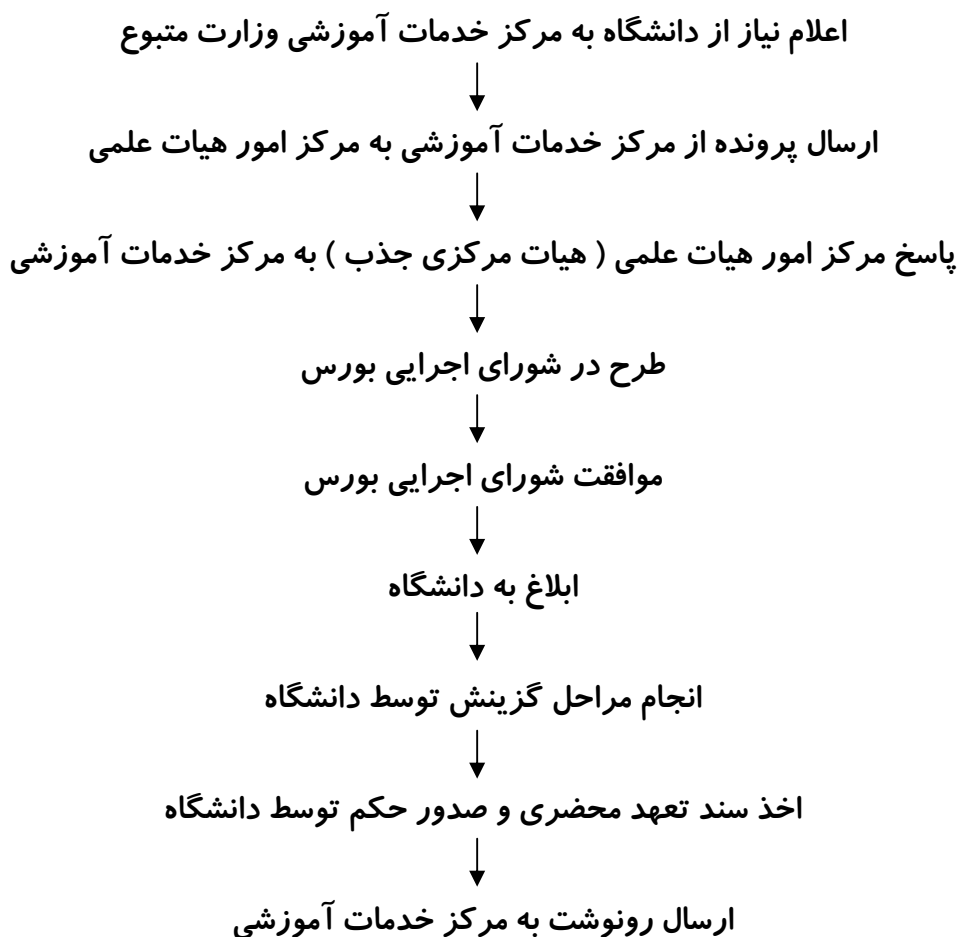 اعلام نیاز از دانشگاه به مرکز خدمات آموزشی وزارت متبوع
ارسال پرونده از مرکز خدمات آموزشی به مرکز امور هیات علمی
پاسخ مرکز امور هیات علمی ( هیات مرکزی جذب ) به مرکز خدمات آموزشی
طرح در شورای اجرایی بورس
موافقت شورای اجرایی بورس
ابلاغ به دانشگاه
انجام مراحل گزینش توسط دانشگاه
اخذ سند تعهد محضری و صدور حکم توسط دانشگاه
ارسال رونوشت به مرکز خدمات آموزشی